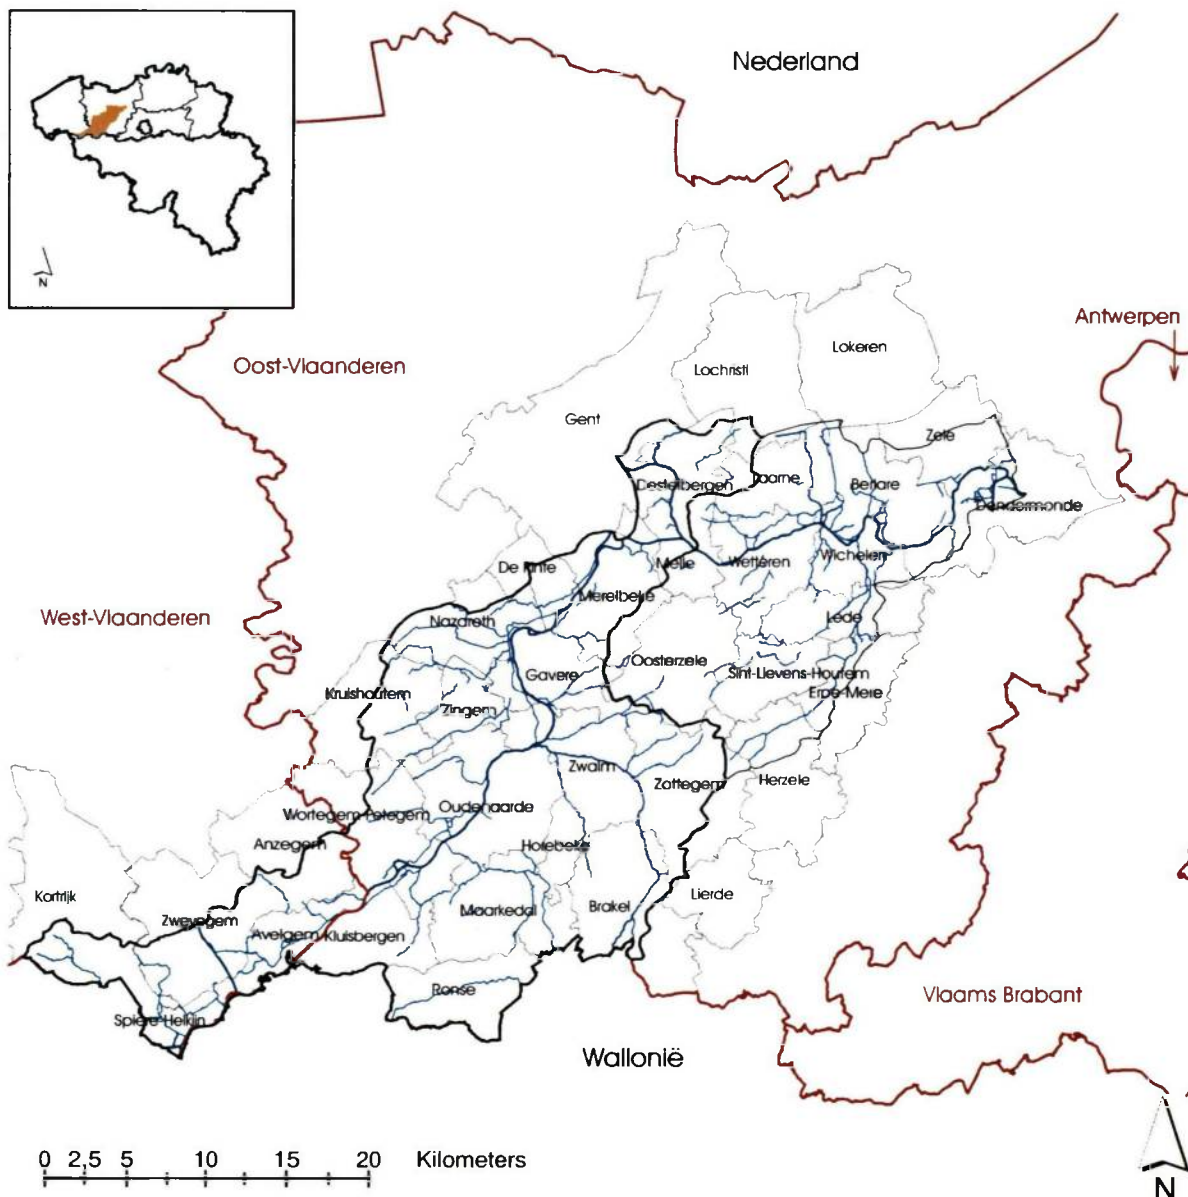 Nederland
N
Antwerpen
Lokeren
Oost-Vlaanderen
Lochristi
Gent
Zele
Destelbergen
Laarne
Berlare
Dendermonde
Wichelen
De Pinte
Melle
Wetteren
Merelbeke
West-Vlaanderen
Nazareth
Lede
Oosterzele
Gavere
Sint-Lievens-Houtem
Kruishoutem
Erpe-Mere
Zingem
Zwalm
Zottegem
Herzele
Oudenaarde
Wortegem-Petegem
Anzegem
Horebeke
Kortrijk
Lierde
Brakel
Maarkedal
Zwevegem
Avelgem
Kluisbergen
Ronse
Vlaams Brabant
Spiere-Helkijn
Wallonië
0 2,5 5 10 15 20 Kilometers
N